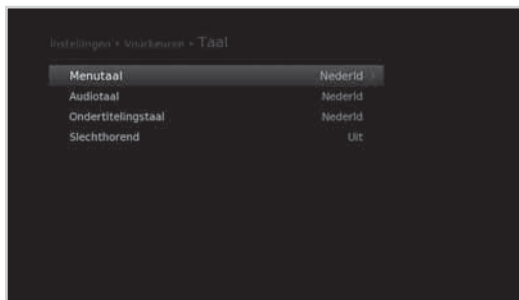 Instellingen ▸ Voorkeuren ▸ Taal
Menutaal Nederld ›
Audiotaal Nederld
Ondertitelingstaal Nederld
Slechthorend Uit